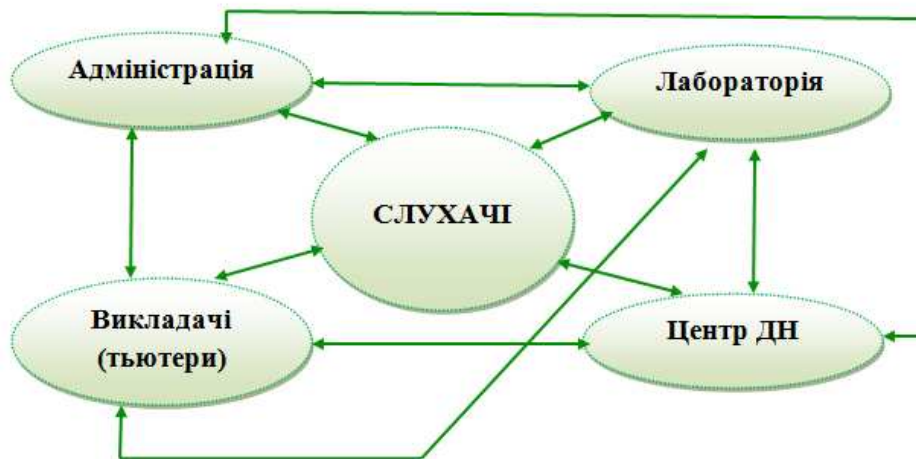 Адміністрація
Лабораторія
СЛУХАЧІ
Викладачі
(тьютери)
Центр ДН